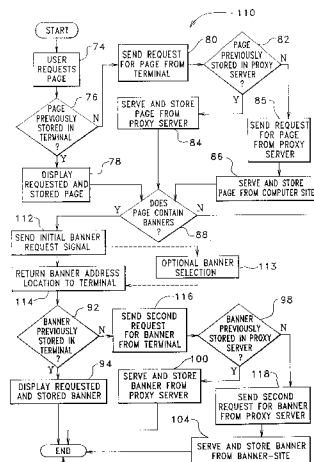 110
START
74
USER
REQUESTS
PAGE
76
PAGE
PREVIOUSLY
STORED IN
TERMINAL
?
N
Y
80
SEND REQUEST
FOR PAGE FROM
TERMINAL
82
PAGE
PREVIOUSLY
STORED IN PROXY
SERVER
?
N
Y
SERVE AND STORE
PAGE FROM
PROXY SERVER
84
85
SEND REQUEST
FOR PAGE
FROM PROXY
SERVER
86
SERVE AND STORE
PAGE FROM COMPUTER SITE
78
DISPLAY
REQUESTED AND
STORED PAGE
DOES
PAGE CONTAIN
BANNERS
?
88
Y
N
112
SEND INITIAL BANNER
REQUEST SIGNAL
OPTIONAL BANNER
SELECTION
113
RETURN BANNER ADDRESS
LOCATION TO TERMINAL
114
92
BANNER
PREVIOUSLY
STORED IN
TERMINAL
?
N
Y
116
SEND SECOND
REQUEST
FOR BANNER
FROM TERMINAL
98
BANNER
PREVIOUSLY
STORED IN PROXY
SERVER
?
N
Y
94
DISPLAY REQUESTED
AND STORED BANNER
100
SERVE AND STORE
BANNER FROM
PROXY SERVER
118
SEND SECOND
REQUEST FOR BANNER
FROM PROXY SERVER
104
SERVE AND STORE BANNER
FROM BANNER-SITE
END